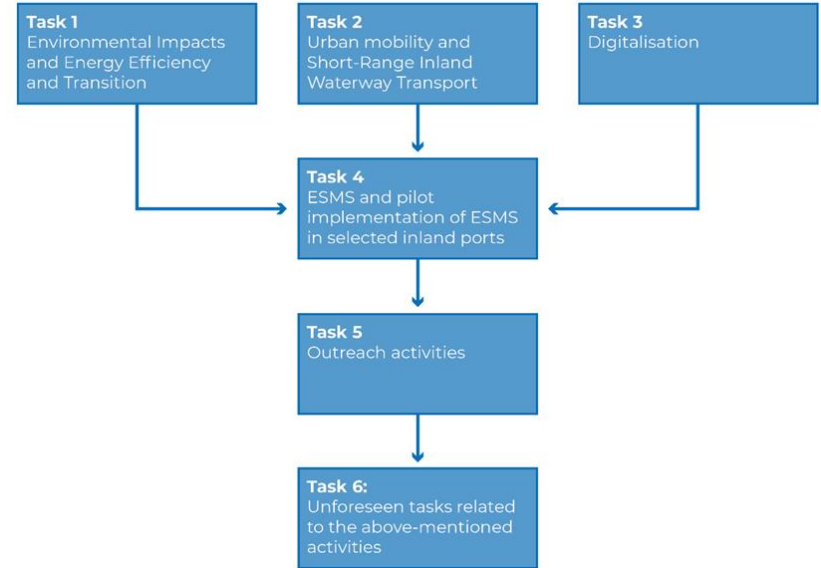 Task 1
Environmental Impacts
and Energy Efficiency
and Transition
Task 2
Urban mobility and
Short-Range Inland
Waterway Transport
Task 3
Digitalisation
Task 4
ESMS and pilot
implementation of ESMS
in selected inland ports
Task 5
Outreach activities
Task 6:
Unforeseen tasks related
to the above-mentioned
activities